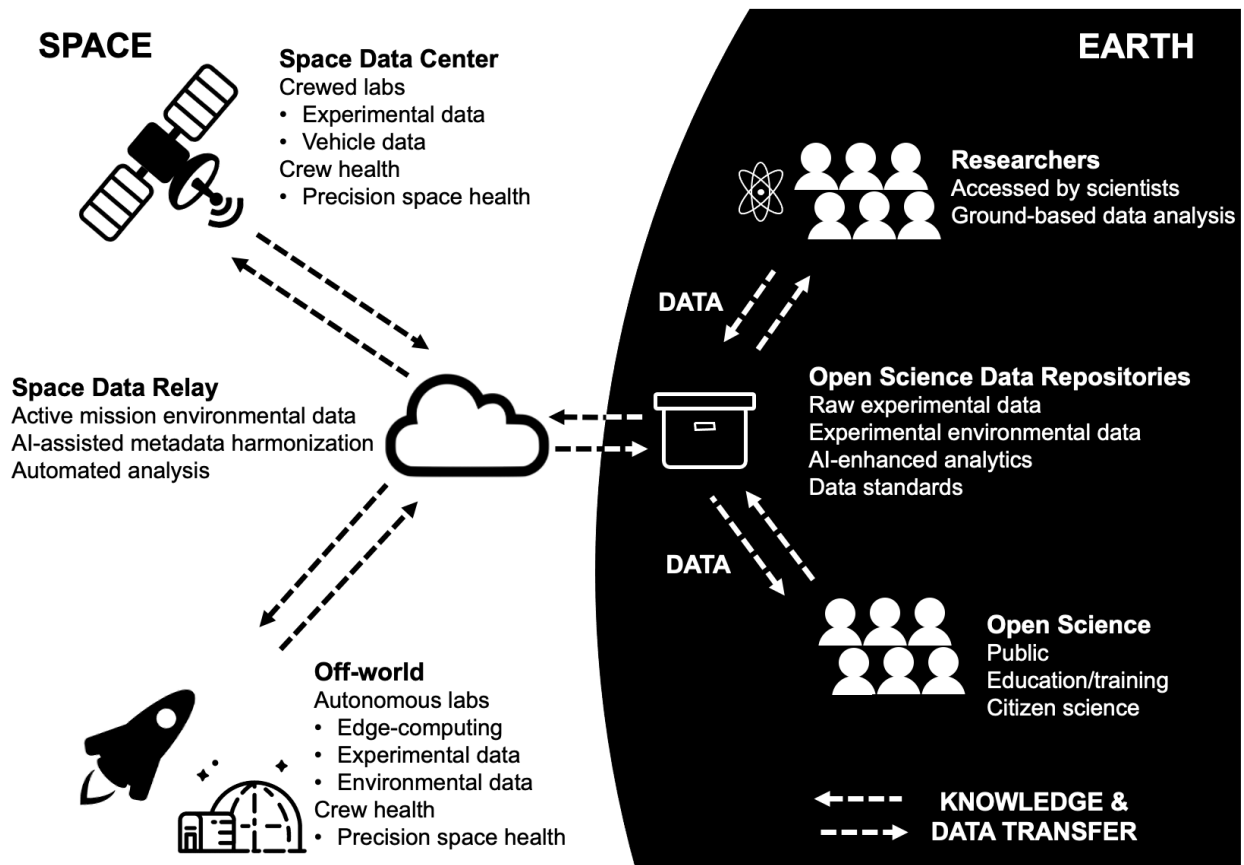 SPACE
EARTH
Space Data Center
Crewed labs
• Experimental data
• Vehicle data
Crew health
• Precision space health
Researchers
Accessed by scientists
Ground-based data analysis
DATA
Space Data Relay
Active mission environmental data
AI-assisted metadata harmonization
Automated analysis
Open Science Data Repositories
Raw experimental data
Experimental environmental data
AI-enhanced analytics
Data standards
DATA
Off-world
Autonomous labs
• Edge-computing
• Experimental data
• Environmental data
Crew health
• Precision space health
Open Science
Public
Education/training
Citizen science
KNOWLEDGE &
DATA TRANSFER